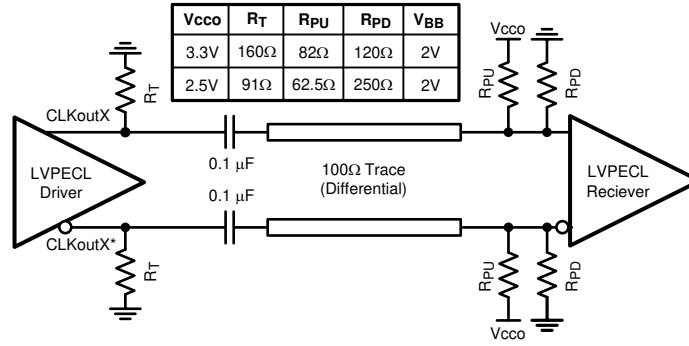 Vcco RT RPU RPD VBB
3.3V 160Ω 82Ω 120Ω 2V
2.5V 91Ω 62.5Ω 250Ω 2V
Vcco
RT
RPU
RPD
CLKoutX
LVPECL
Driver
0.1 μF
100Ω Trace
(Differential)
0.1 μF
LVPECL
Reciever
CLKoutX*
RT
RPU
RPD
Vcco